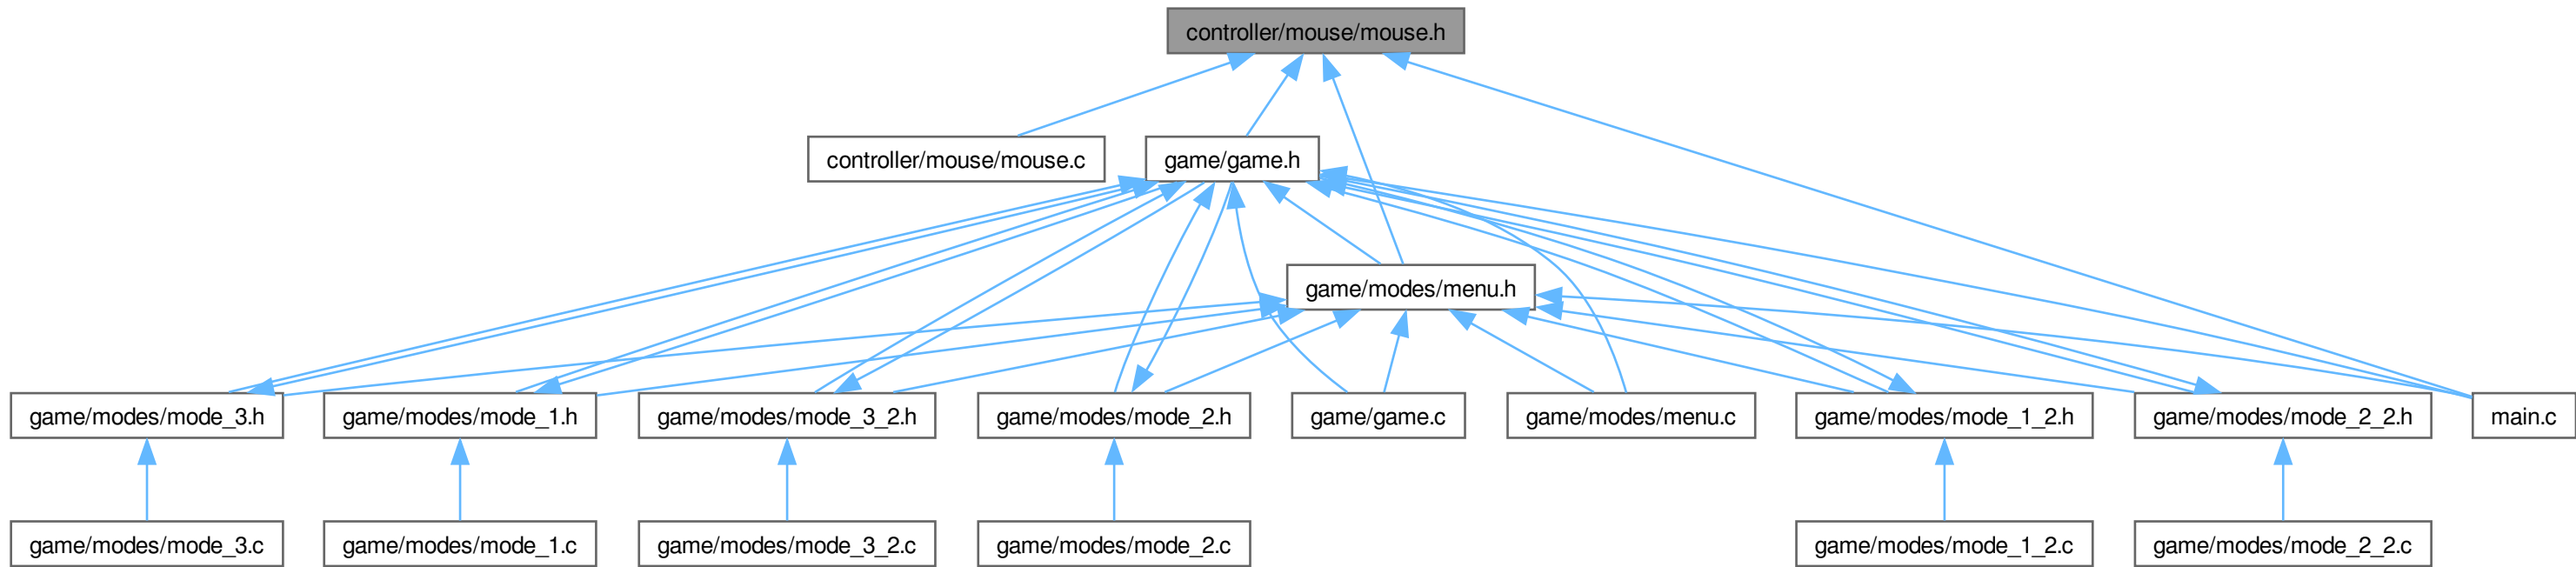 controller/mouse/mouse.h
controller/mouse/mouse.c
game/game.h
game/modes/menu.h
game/modes/mode_3.h
game/modes/mode_1.h
game/modes/mode_3_2.h
game/modes/mode_2.h
game/game.c
game/modes/menu.c
game/modes/mode_1_2.h
game/modes/mode_2_2.h
main.c
game/modes/mode_3.c
game/modes/mode_1.c
game/modes/mode_3_2.c
game/modes/mode_2.c
game/modes/mode_1_2.c
game/modes/mode_2_2.c